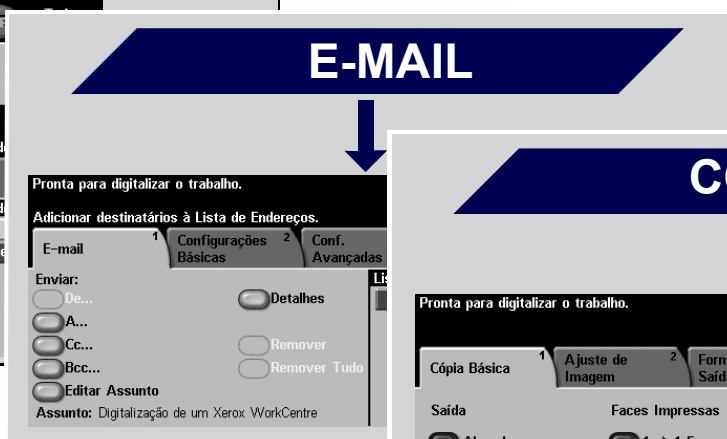 E-MAIL
Pronta para digitalizar o trabalho.
Adicionar destinatários à Lista de Endereços.
E-mail 1 Configurações 2 Conf.
Básicas Avançadas
Enviar:
De... Detalhes
A...
Cc... Remover
Bcc... Remover Tudo
Editar Assunto
Assunto: Digitalização de um Xerox WorkCentre
Pronta para digitalizar o trabalho.
Cópia Básica 1 Ajuste de 2
Imagem
Saída Faces Impressas